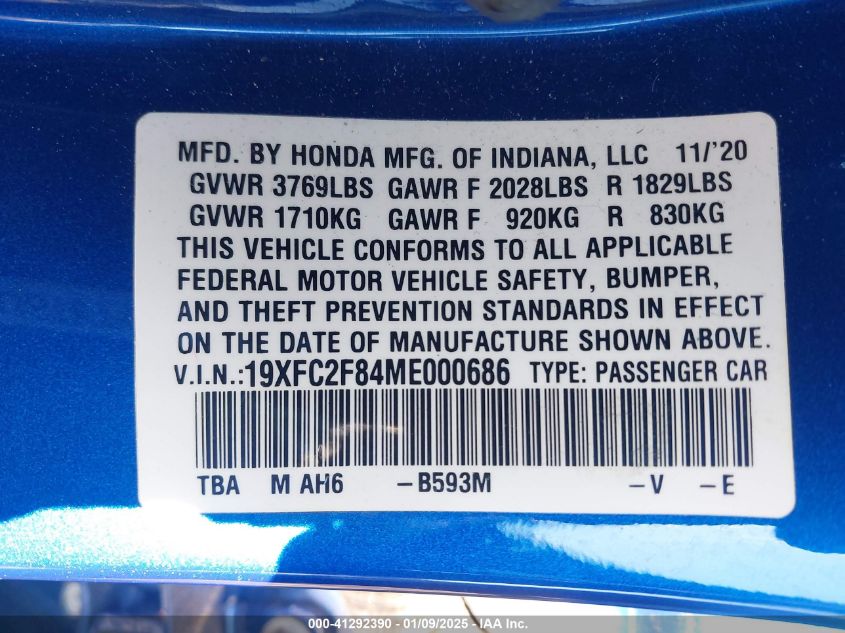 MFD. BY HONDA MFG. OF INDIANA, LLC 11/'20
GVWR 3769LBS GAWR F 2028LBS R 1829LBS
GVWR 1710KG GAWR F 920KG R 830KG
THIS VEHICLE CONFORMS TO ALL APPLICABLE
FEDERAL MOTOR VEHICLE SAFETY, BUMPER,
AND THEFT PREVENTION STANDARDS IN EFFECT
ON THE DATE OF MANUFACTURE SHOWN ABOVE.
V.I.N.:19XFC2F84ME000686 TYPE: PASSENGER CAR
TBA M AH6 -B593M -V -E
000-41292390 - 01/09/2025 - IAA Inc.